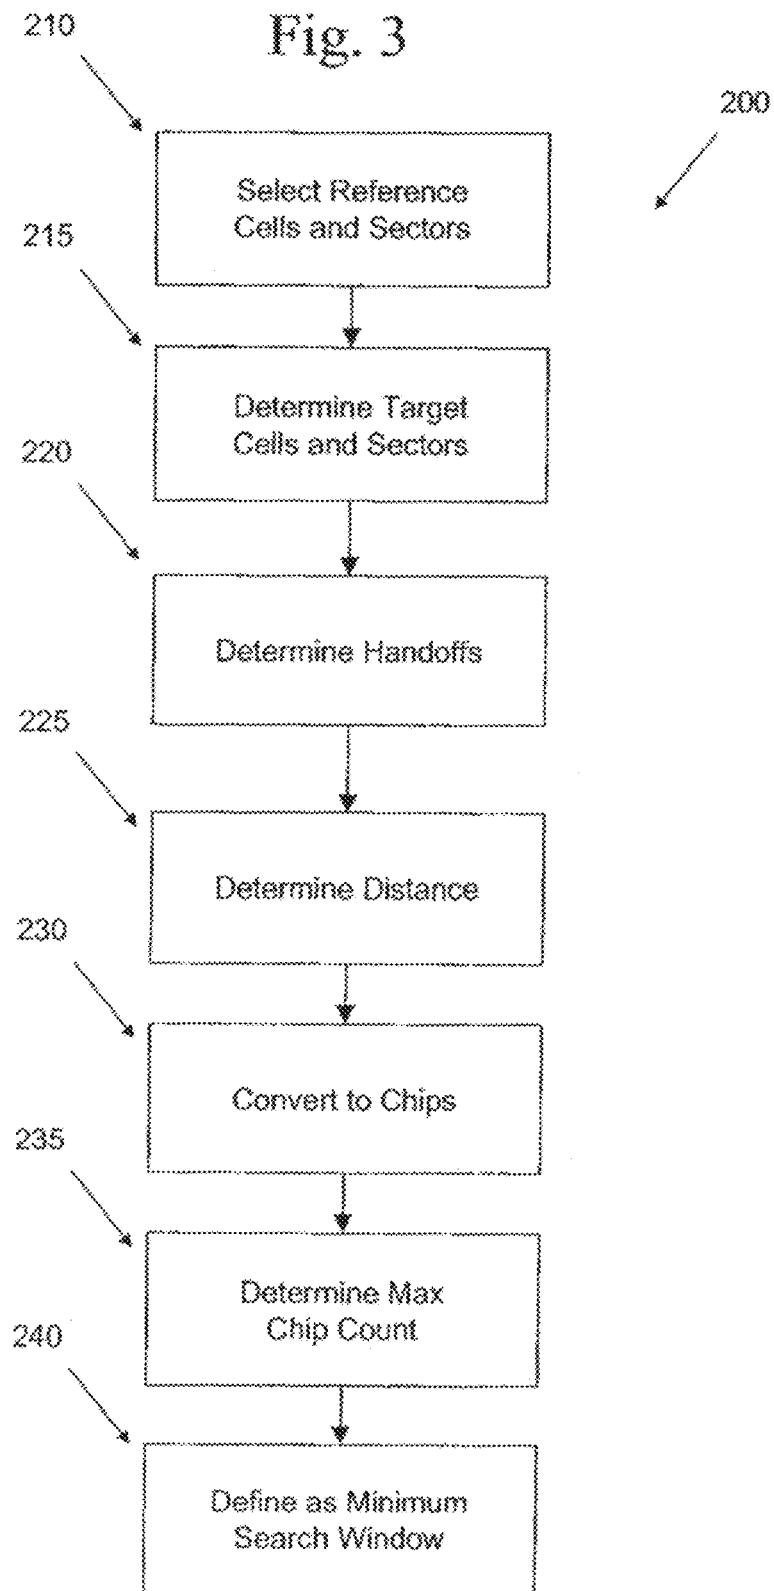 Fig. 3
200
210
Select Reference
Cells and Sectors
215
Determine Target
Cells and Sectors
220
Determine Handoffs
225
Determine Distance
230
Convert to Chips
235
Determine Max
Chip Count
240
Define as Minimum
Search Window